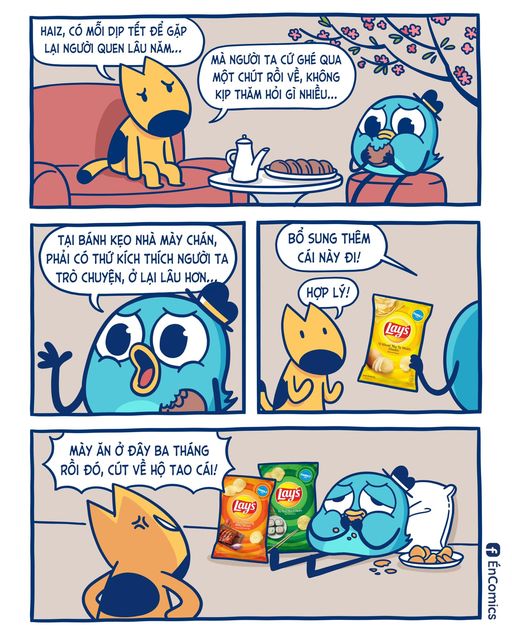 HAIZ, CÓ MỖI DỊP TẾT ĐỂ GẶP
LẠI NGƯỜI QUEN LÂU NĂM...
MÀ NGƯỜI TA CỨ GHÉ QUA
MỘT CHÚT RỒI VỀ, KHÔNG
KỊP THĂM HỎI GÌ NHIỀU...
TẠI BÁNH KẸO NHÀ MÀY CHÁN,
PHẢI CÓ THỨ KÍCH THÍCH NGƯỜI TA
TRÒ CHUYỆN, Ở LẠI LÂU HƠN...
BỔ SUNG THÊM
CÁI NÀY ĐI!
HỢP LÝ!
Lay's
MÀY ĂN Ở ĐÂY BA THÁNG
RỒI ĐÓ, CÚT VỀ HỘ TAO CÁI!
Lay's
Lay's
ÉnComics